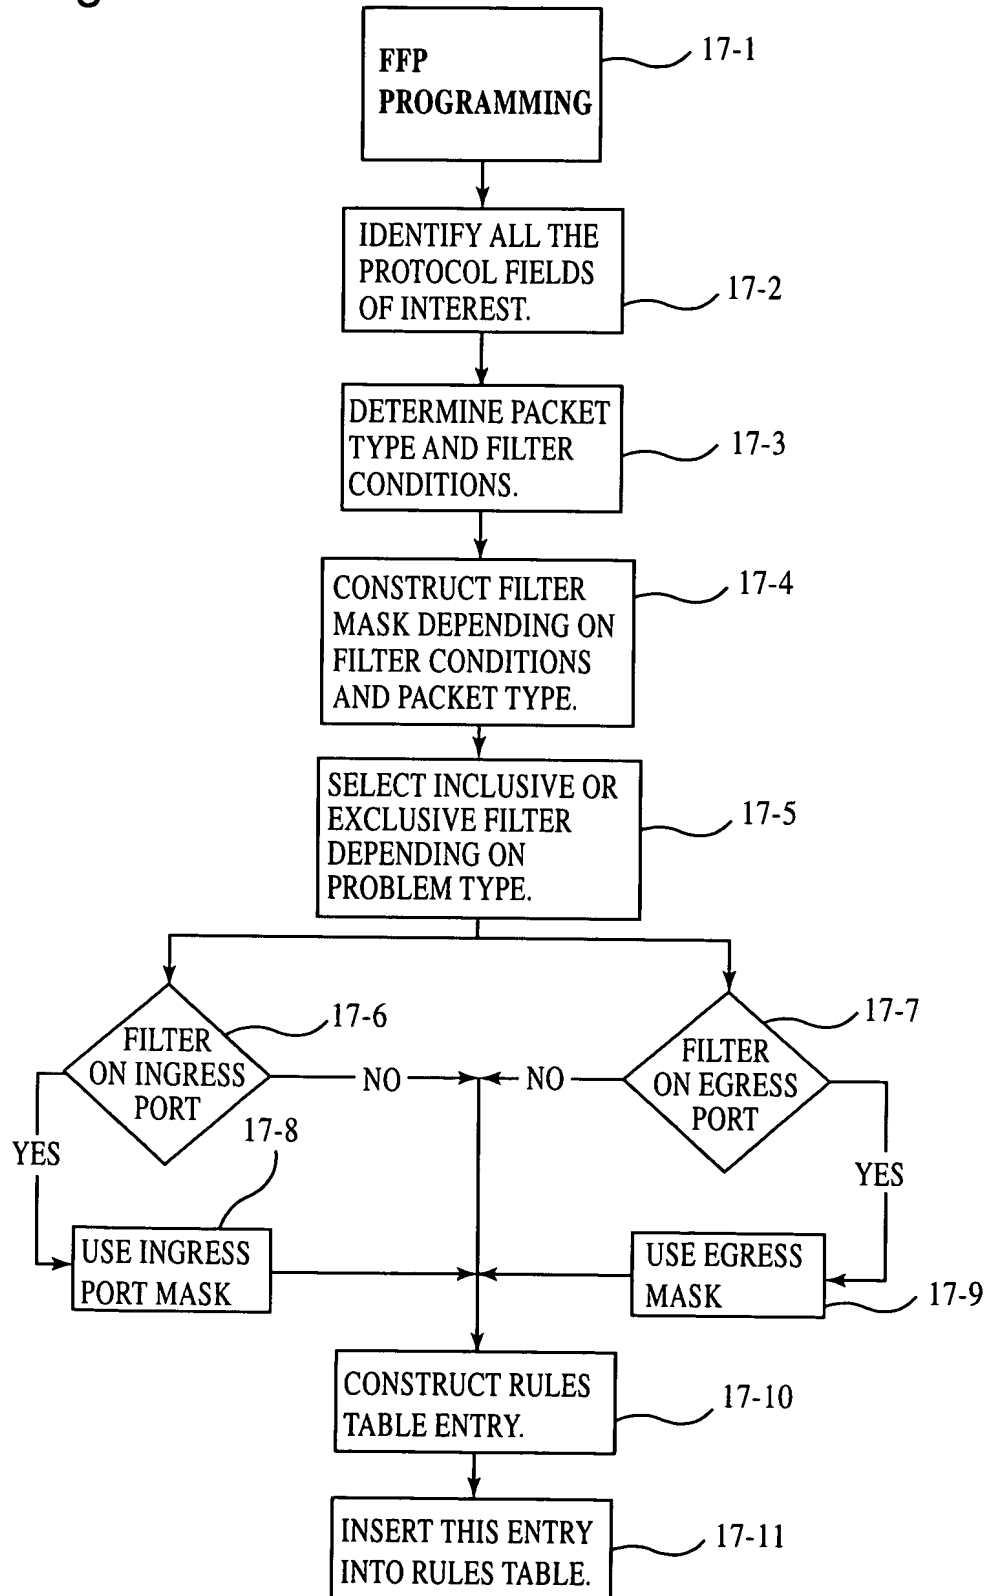 FFP
PROGRAMMING
17-1
IDENTIFY ALL THE
PROTOCOL FIELDS
OF INTEREST.
17-2
DETERMINE PACKET
TYPE AND FILTER
CONDITIONS.
17-3
CONSTRUCT FILTER
MASK DEPENDING ON
FILTER CONDITIONS
AND PACKET TYPE.
17-4
SELECT INCLUSIVE OR
EXCLUSIVE FILTER
DEPENDING ON
PROBLEM TYPE.
17-5
FILTER
ON INGRESS
PORT
17-6
NO
NO
FILTER
ON EGRESS
PORT
17-7
YES
17-8
YES
USE INGRESS
PORT MASK
USE EGRESS
MASK
17-9
CONSTRUCT RULES
TABLE ENTRY.
17-10
INSERT THIS ENTRY
INTO RULES TABLE.
17-11